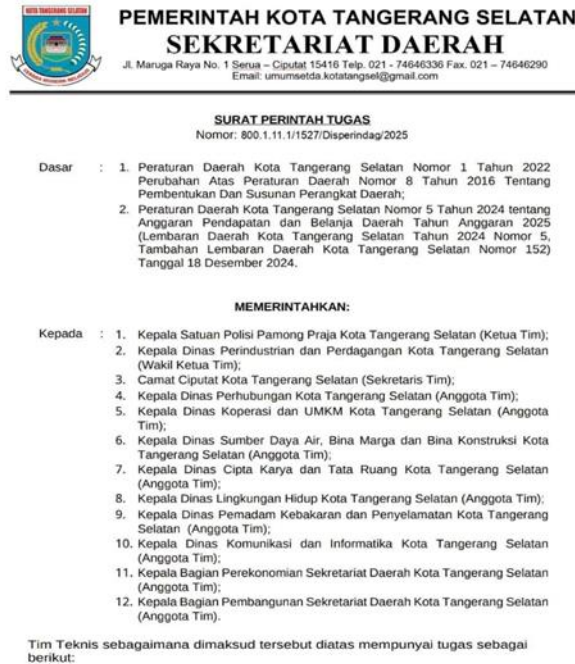 KOTA TANGERANG SELATAN
CERDAS MODERN RELIGIUS
PEMERINTAH KOTA TANGERANG SELATAN
SEKRETARIAT DAERAH
Jl. Maruga Raya No. 1 Serua – Ciputat 15416 Telp. 021 - 74646336 Fax. 021 – 74646290
Email: umumsetda.kotatangsel@gmail.com
SURAT PERINTAH TUGAS
Nomor: 800.1.11.1/1527/Disperindag/2025
Dasar : 1. Peraturan Daerah Kota Tangerang Selatan Nomor 1 Tahun 2022
Perubahan Atas Peraturan Daerah Nomor 8 Tahun 2016 Tentang
Pembentukan Dan Susunan Perangkat Daerah;
2. Peraturan Daerah Kota Tangerang Selatan Nomor 5 Tahun 2024 tentang
Anggaran Pendapatan dan Belanja Daerah Tahun Anggaran 2025
(Lembaran Daerah Kota Tangerang Selatan Tahun 2024 Nomor 5,
Tambahan Lembaran Daerah Kota Tangerang Selatan Nomor 152)
Tanggal 18 Desember 2024.
MEMERINTAHKAN:
Kepada : 1. Kepala Satuan Polisi Pamong Praja Kota Tangerang Selatan (Ketua Tim);
2. Kepala Dinas Perindustrian dan Perdagangan Kota Tangerang Selatan
(Wakil Ketua Tim);
3. Camat Ciputat Kota Tangerang Selatan (Sekretaris Tim);
4. Kepala Dinas Perhubungan Kota Tangerang Selatan (Anggota Tim);
5. Kepala Dinas Koperasi dan UMKM Kota Tangerang Selatan (Anggota
Tim);
6. Kepala Dinas Sumber Daya Air, Bina Marga dan Bina Konstruksi Kota
Tangerang Selatan (Anggota Tim);
7. Kepala Dinas Cipta Karya dan Tata Ruang Kota Tangerang Selatan
(Anggota Tim);
8. Kepala Dinas Lingkungan Hidup Kota Tangerang Selatan (Anggota Tim);
9. Kepala Dinas Pemadam Kebakaran dan Penyelamatan Kota Tangerang
Selatan (Anggota Tim);
10. Kepala Dinas Komunikasi dan Informatika Kota Tangerang Selatan
(Anggota Tim);
11. Kepala Bagian Perekonomian Sekretariat Daerah Kota Tangerang Selatan
(Anggota Tim);
12. Kepala Bagian Pembangunan Sekretariat Daerah Kota Tangerang Selatan
(Anggota Tim).
Tim Teknis sebagaimana dimaksud tersebut diatas mempunyai tugas sebagai
berikut: